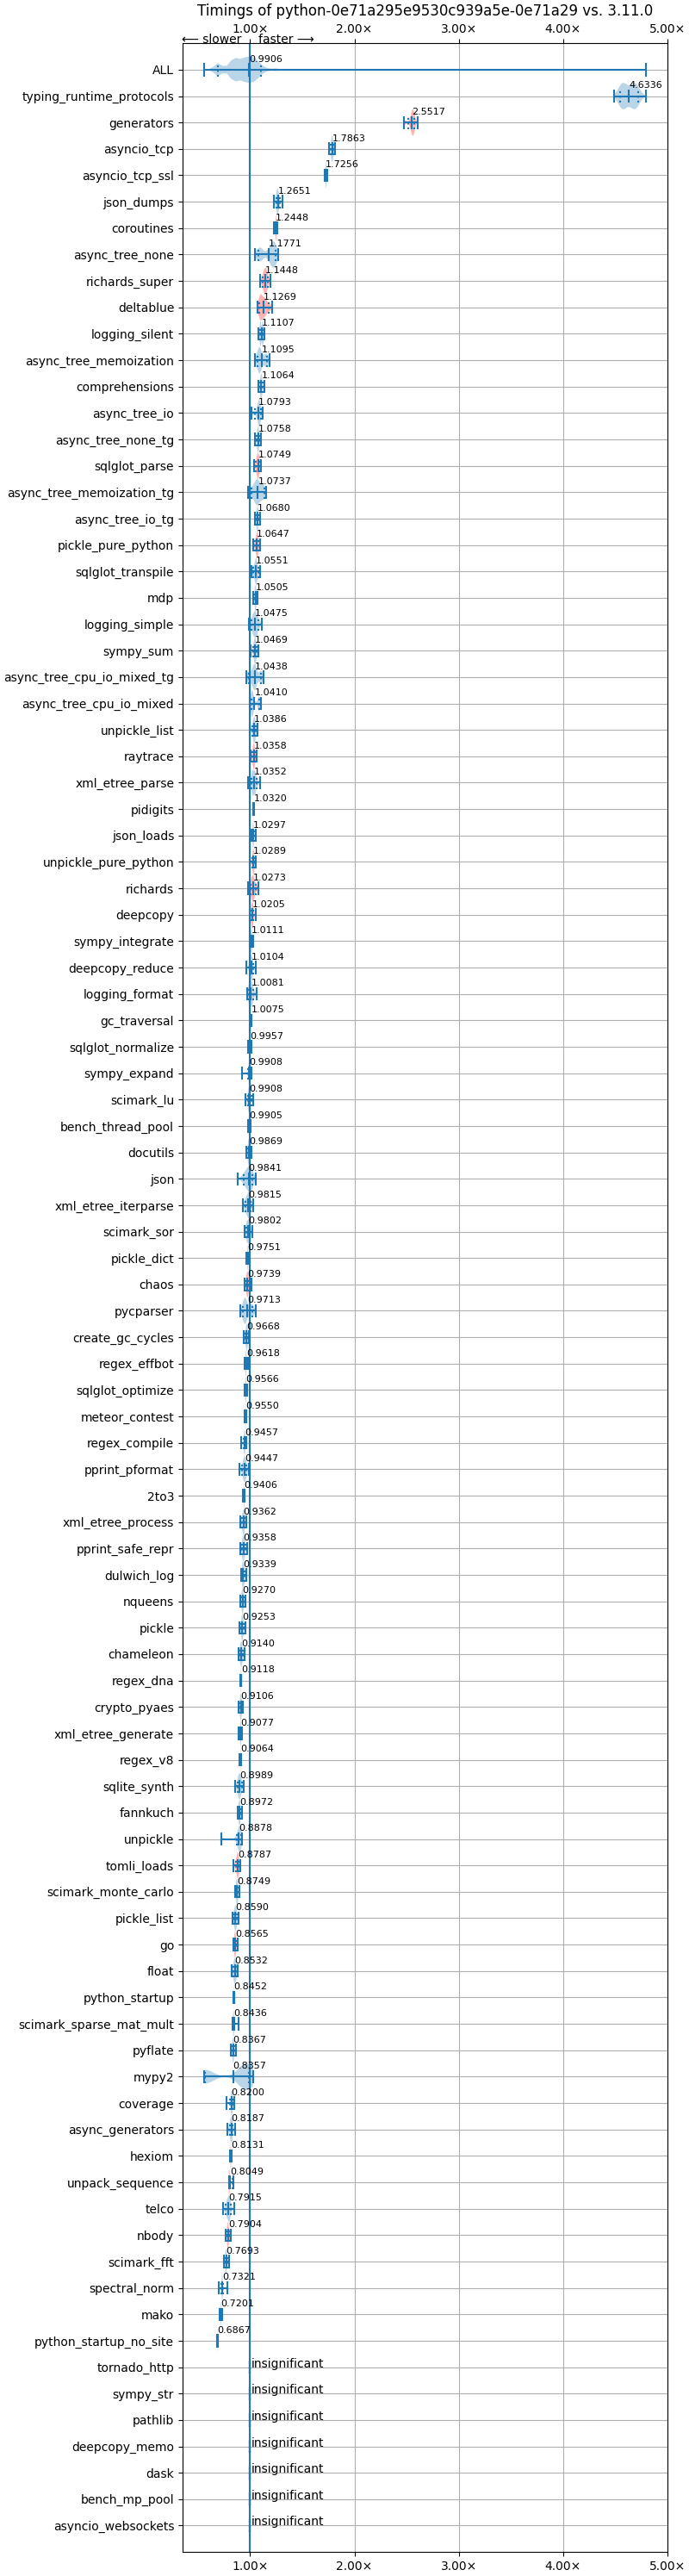 Timings of python-0e71a295e9530c939a5e-0e71a29 vs. 3.11.0
1.00× 2.00× 3.00× 4.00× 5.00×
⟵ slower faster ⟶
ALL 0.9906
typing_runtime_protocols 4.6336
generators 2.5517
asyncio_tcp 1.7863
asyncio_tcp_ssl 1.7256
json_dumps 1.2651
coroutines 1.2448
async_tree_none 1.1771
richards_super 1.1448
deltablue 1.1269
logging_silent 1.1107
async_tree_memoization 1.1095
comprehensions 1.1064
async_tree_io 1.0793
async_tree_none_tg 1.0758
sqlglot_parse 1.0749
async_tree_memoization_tg 1.0737
async_tree_io_tg 1.0680
pickle_pure_python 1.0647
sqlglot_transpile 1.0551
mdp 1.0505
logging_simple 1.0475
sympy_sum 1.0469
async_tree_cpu_io_mixed_tg 1.0438
async_tree_cpu_io_mixed 1.0410
unpickle_list 1.0386
raytrace 1.0358
xml_etree_parse 1.0352
pidigits 1.0320
json_loads 1.0297
unpickle_pure_python 1.0289
richards 1.0273
deepcopy 1.0205
sympy_integrate 1.0111
deepcopy_reduce 1.0104
logging_format 1.0081
gc_traversal 1.0075
sqlglot_normalize 0.9957
sympy_expand 0.9908
scimark_lu 0.9908
bench_thread_pool 0.9905
docutils 0.9869
json 0.9841
xml_etree_iterparse 0.9815
scimark_sor 0.9802
pickle_dict 0.9751
chaos 0.9739
pycparser 0.9713
create_gc_cycles 0.9668
regex_effbot 0.9618
sqlglot_optimize 0.9566
meteor_contest 0.9550
regex_compile 0.9457
pprint_pformat 0.9447
2to3 0.9406
xml_etree_process 0.9362
pprint_safe_repr 0.9358
dulwich_log 0.9339
nqueens 0.9270
pickle 0.9253
chameleon 0.9140
regex_dna 0.9118
crypto_pyaes 0.9106
xml_etree_generate 0.9077
regex_v8 0.9064
sqlite_synth 0.8989
fannkuch 0.8972
unpickle 0.8878
tomli_loads 0.8787
scimark_monte_carlo 0.8749
pickle_list 0.8590
go 0.8565
float 0.8532
python_startup 0.8452
scimark_sparse_mat_mult 0.8436
pyflate 0.8367
mypy2 0.8357
coverage 0.8200
async_generators 0.8187
hexiom 0.8131
unpack_sequence 0.8049
telco 0.7915
nbody 0.7904
scimark_fft 0.7693
spectral_norm 0.7321
mako 0.7201
python_startup_no_site 0.6867
tornado_http insignificant
sympy_str insignificant
pathlib insignificant
deepcopy_memo insignificant
dask insignificant
bench_mp_pool insignificant
asyncio_websockets insignificant
1.00× 2.00× 3.00× 4.00× 5.00×